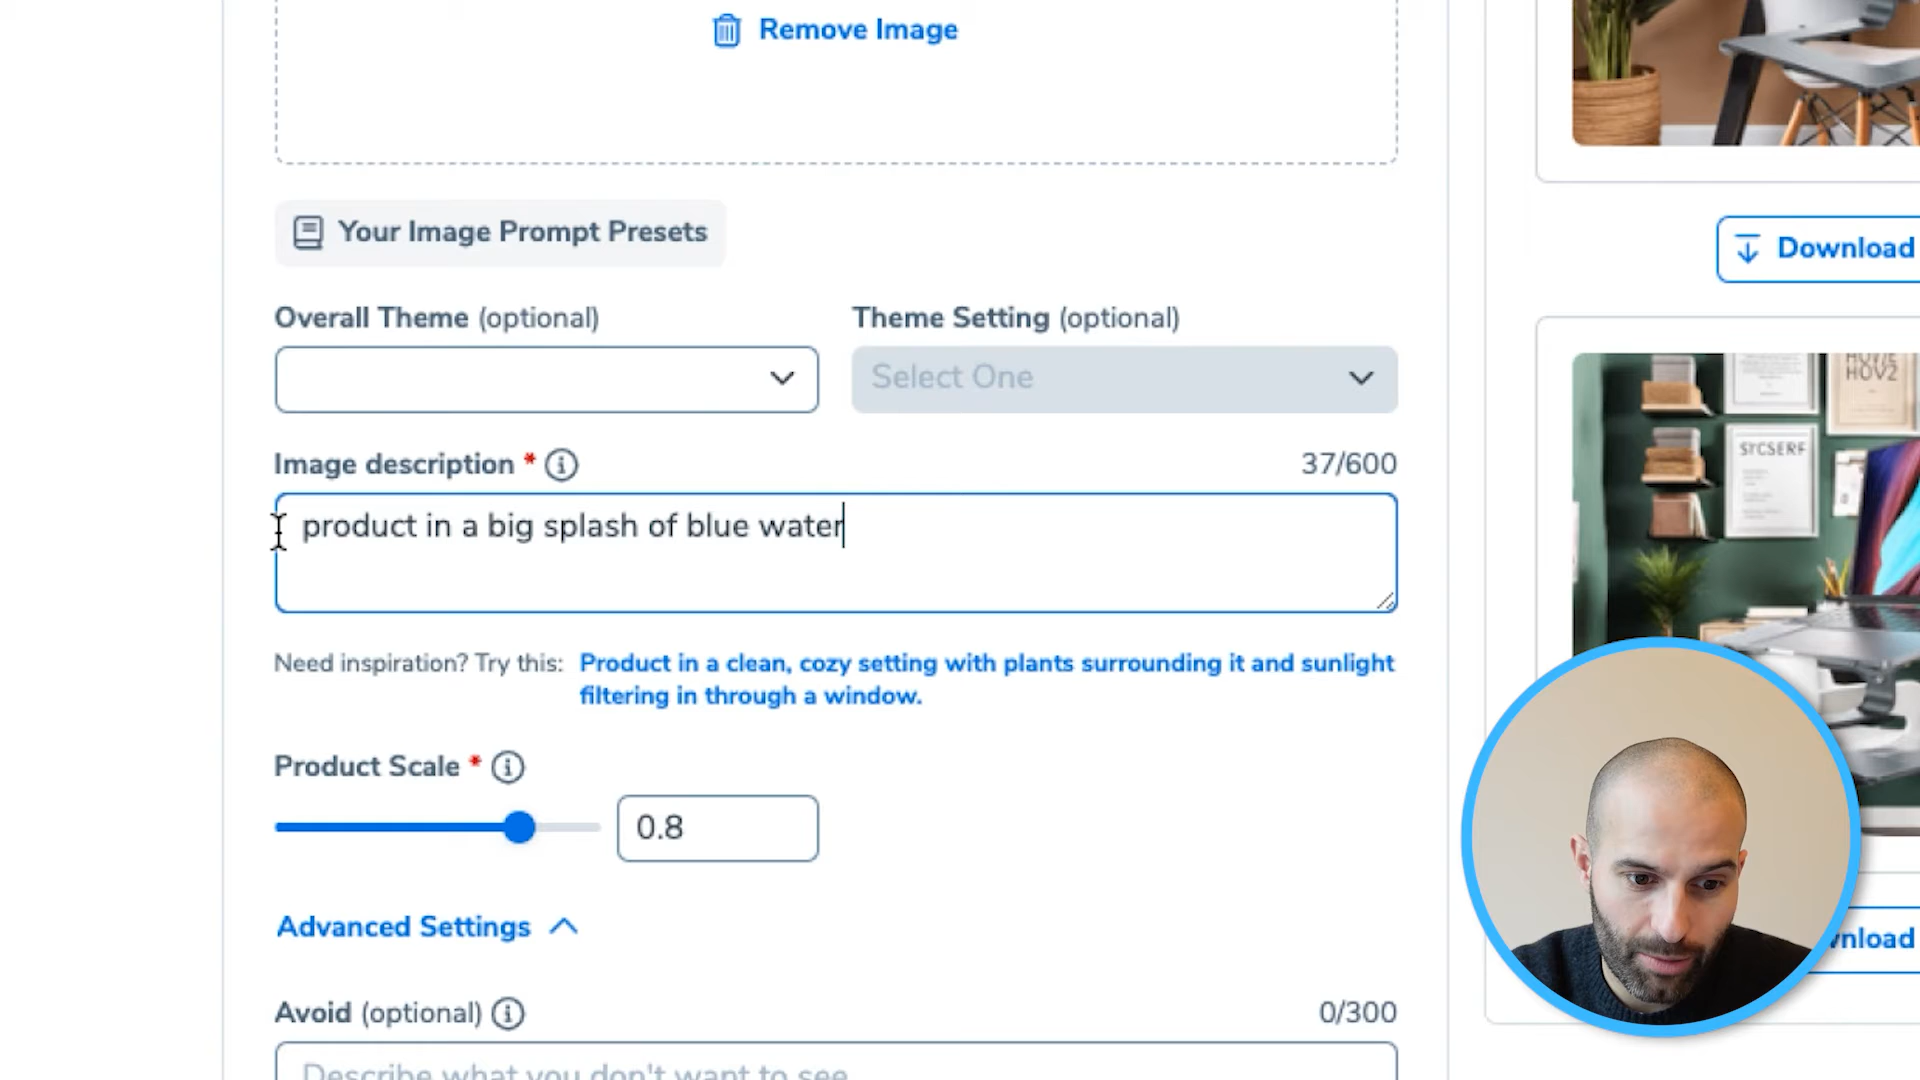 Remove Image
Download
Your Image Prompt Presets
Overall Theme (optional)
Theme Setting (optional)
Select One
Image description *
37/600
product in a big splash of blue water
STCSERF
HOVZ
Need inspiration? Try this: Product in a clean, cozy setting with plants surrounding it and sunlight
filtering in through a window.
Product Scale *
0.8
Advanced Settings
Avoid (optional)
0/300
Describe what you don't want to see